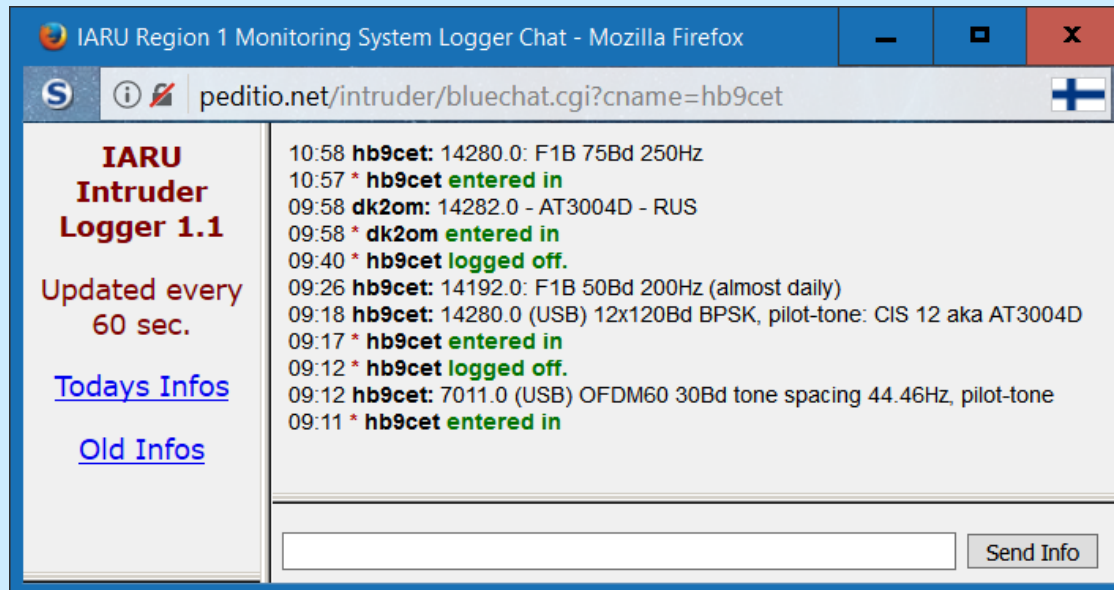 IARU Region 1 Monitoring System Logger Chat - Mozilla Firefox
peditio.net/intruder/bluechat.cgi?cname=hb9cet
IARU
Intruder
Logger 1.1
Updated every
60 sec.
Todays Infos
Old Infos
10:58 hb9cet: 14280.0: F1B 75Bd 250Hz
10:57 * hb9cet entered in
09:58 dk2om: 14282.0 - AT3004D - RUS
09:58 * dk2om entered in
09:40 * hb9cet logged off.
09:26 hb9cet: 14192.0: F1B 50Bd 200Hz (almost daily)
09:18 hb9cet: 14280.0 (USB) 12x120Bd BPSK, pilot-tone: CIS 12 aka AT3004D
09:17 * hb9cet entered in
09:12 * hb9cet logged off.
09:12 hb9cet: 7011.0 (USB) OFDM60 30Bd tone spacing 44.46Hz, pilot-tone
09:11 * hb9cet entered in
Send Info